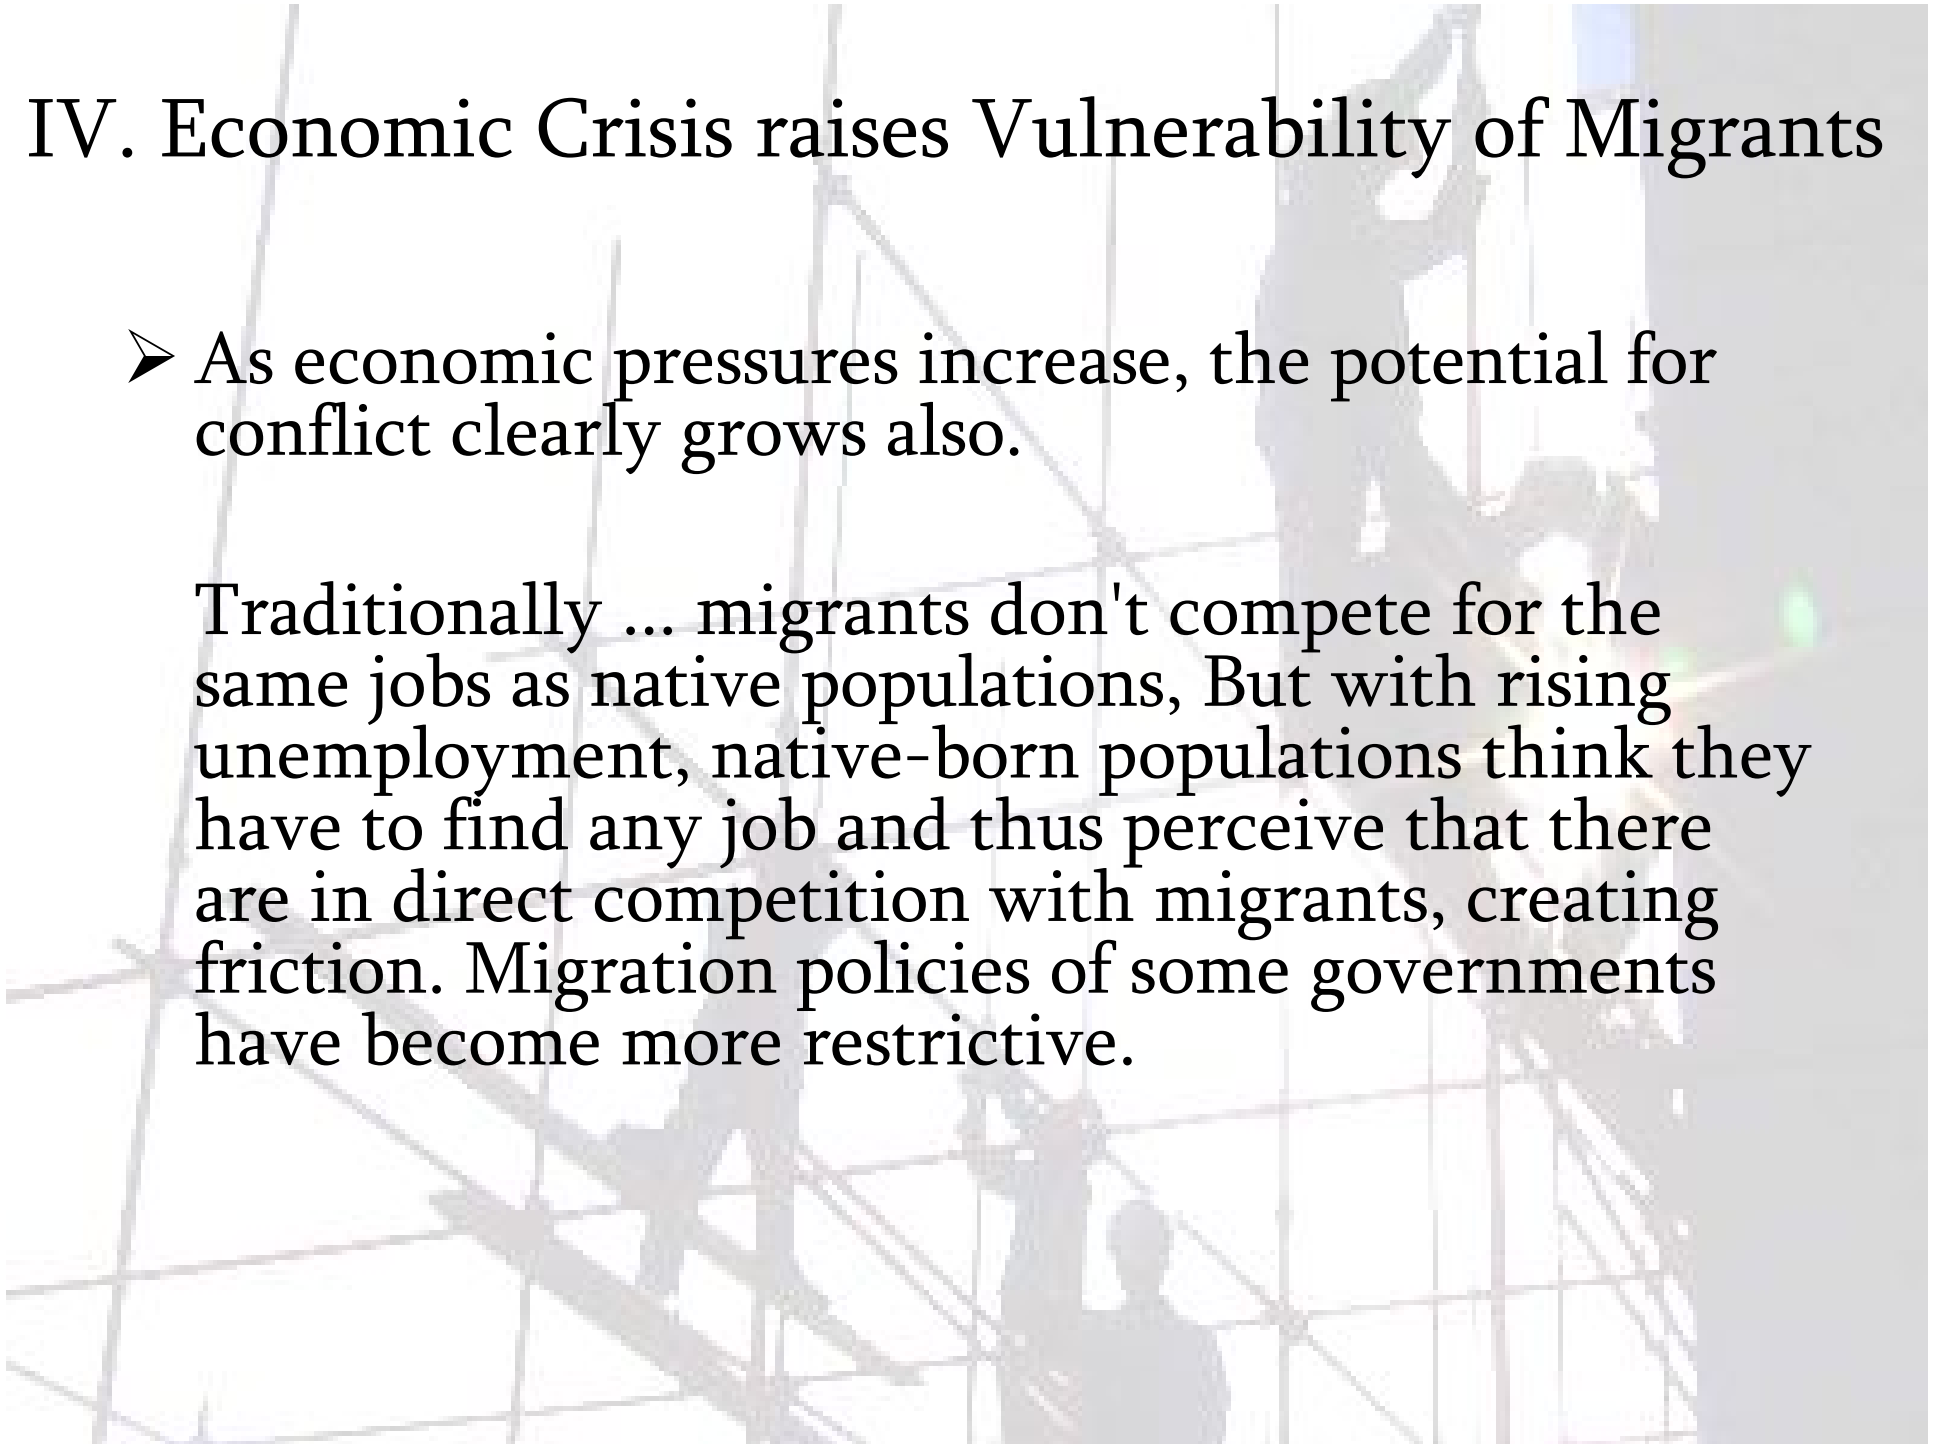 IV. Economic Crisis raises Vulnerability of Migrants
➢ As economic pressures increase, the potential for
conflict clearly grows also.
Traditionally ... migrants don't compete for the
same jobs as native populations, But with rising
unemployment, native-born populations think they
have to find any job and thus perceive that there
are in direct competition with migrants, creating
friction. Migration policies of some governments
have become more restrictive.